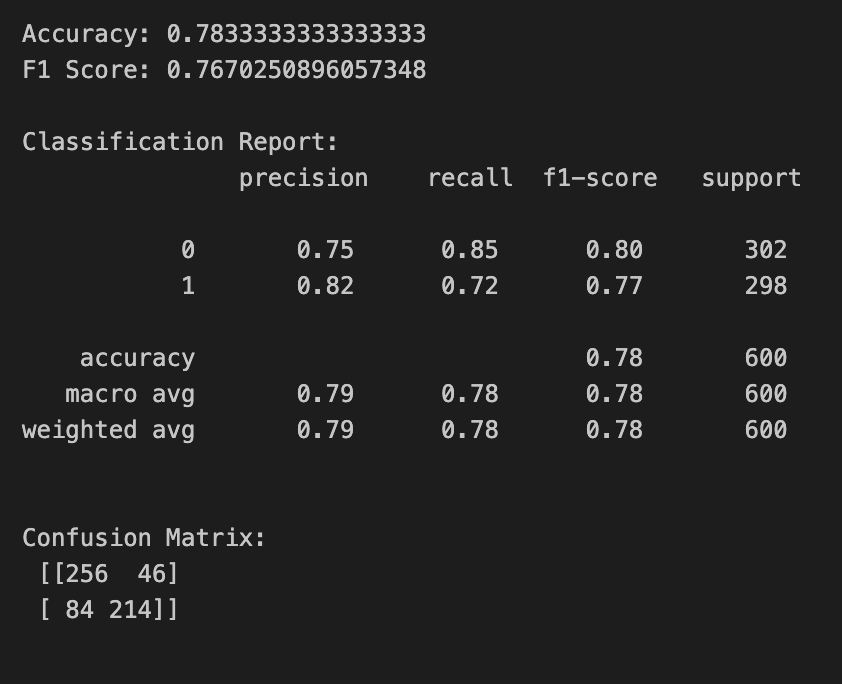 Accuracy: 0.7833333333333333
F1 Score: 0.7670250896057348
Classification Report:
precision recall f1-score support
0 0.75 0.85 0.80 302
1 0.82 0.72 0.77 298
accuracy 0.78 600
macro avg 0.79 0.78 0.78 600
weighted avg 0.79 0.78 0.78 600
Confusion Matrix:
[[256 46]
[ 84 214]]